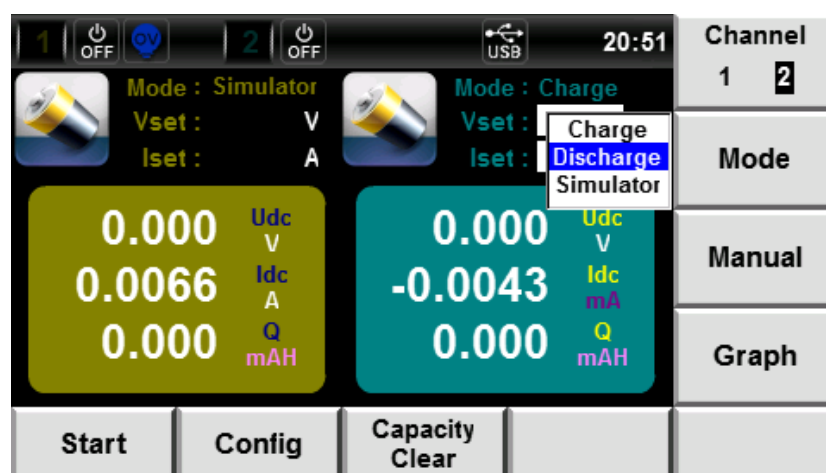 1 OFF OV 2 OFF USB 20:51
Channel
1 2
Mode : Simulator
Vset : V
Iset : A
Mode : Charge
Vset :
Iset :
Charge
Discharge
Simulator
Mode
0.000 Udc V
0.0066 Idc A
0.000 Q mAH
0.000 Udc V
-0.0043 Idc mA
0.000 Q mAH
Manual
Graph
Start
Config
Capacity
Clear